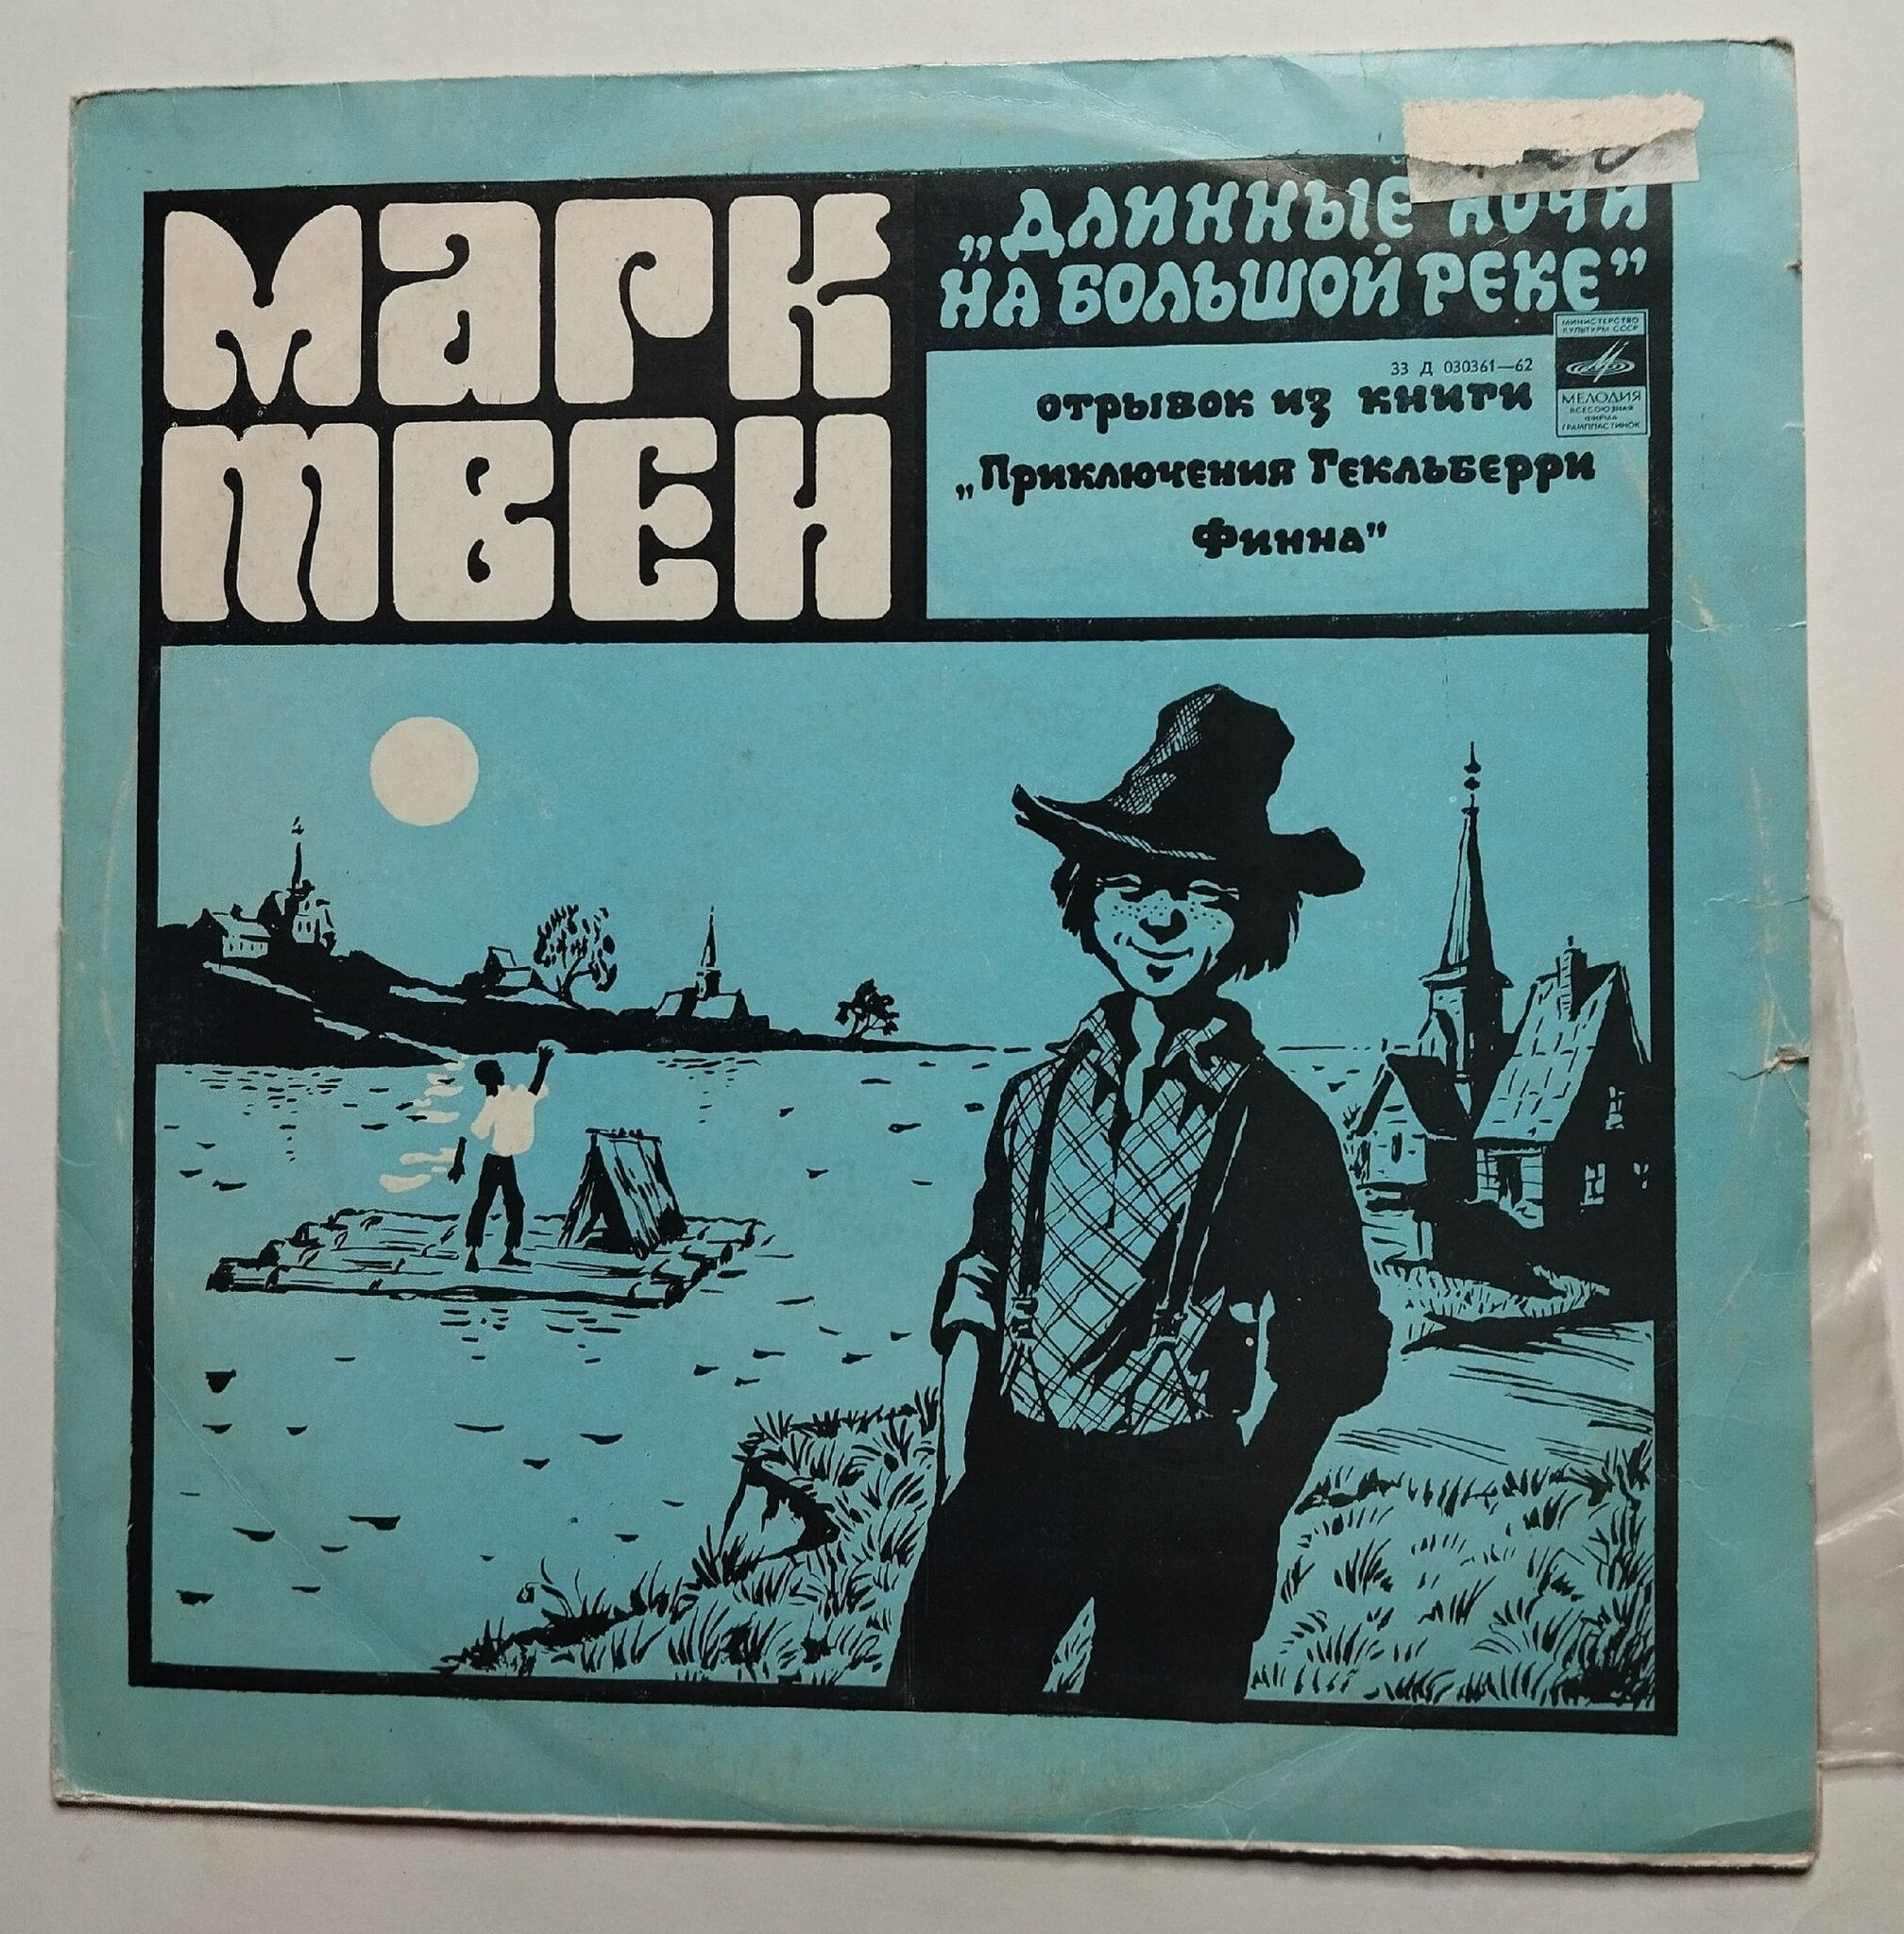 Марк
Твен
„Длинные ночи
на большой реке”
33 Д 030361—62
отрывок из книги
„Приключения Гекльберри
Финна”
МИНИСТЕРСТВО
КУЛЬТУРЫ СССР
МЕЛОДИЯ
ВСЕСОЮЗНАЯ
ФИРМА
ГРАМПЛАСТИНОК